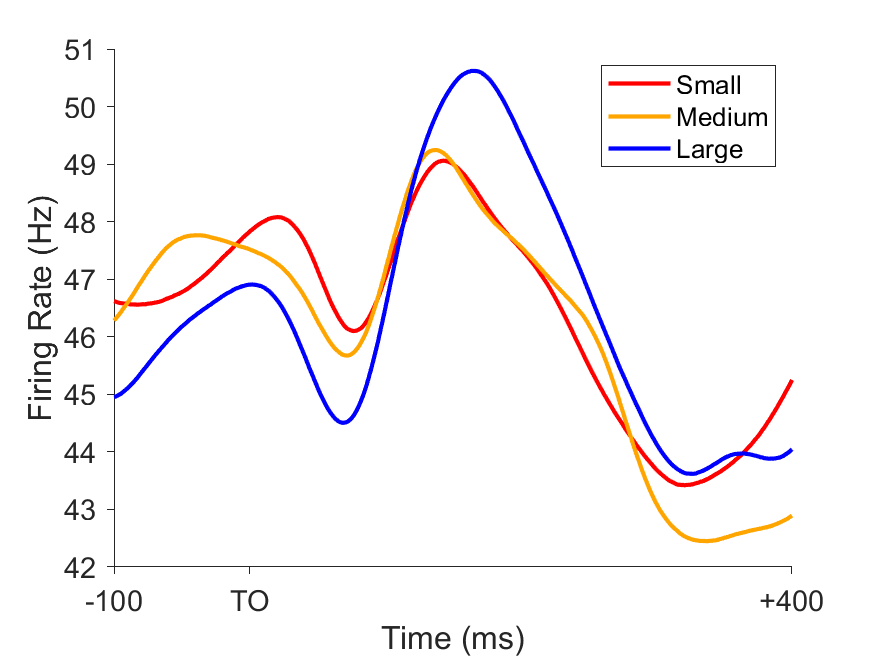 51
50
49
48
47
46
45
44
43
42
Firing Rate (Hz)
Small
Medium
Large
-100 TO +400
Time (ms)